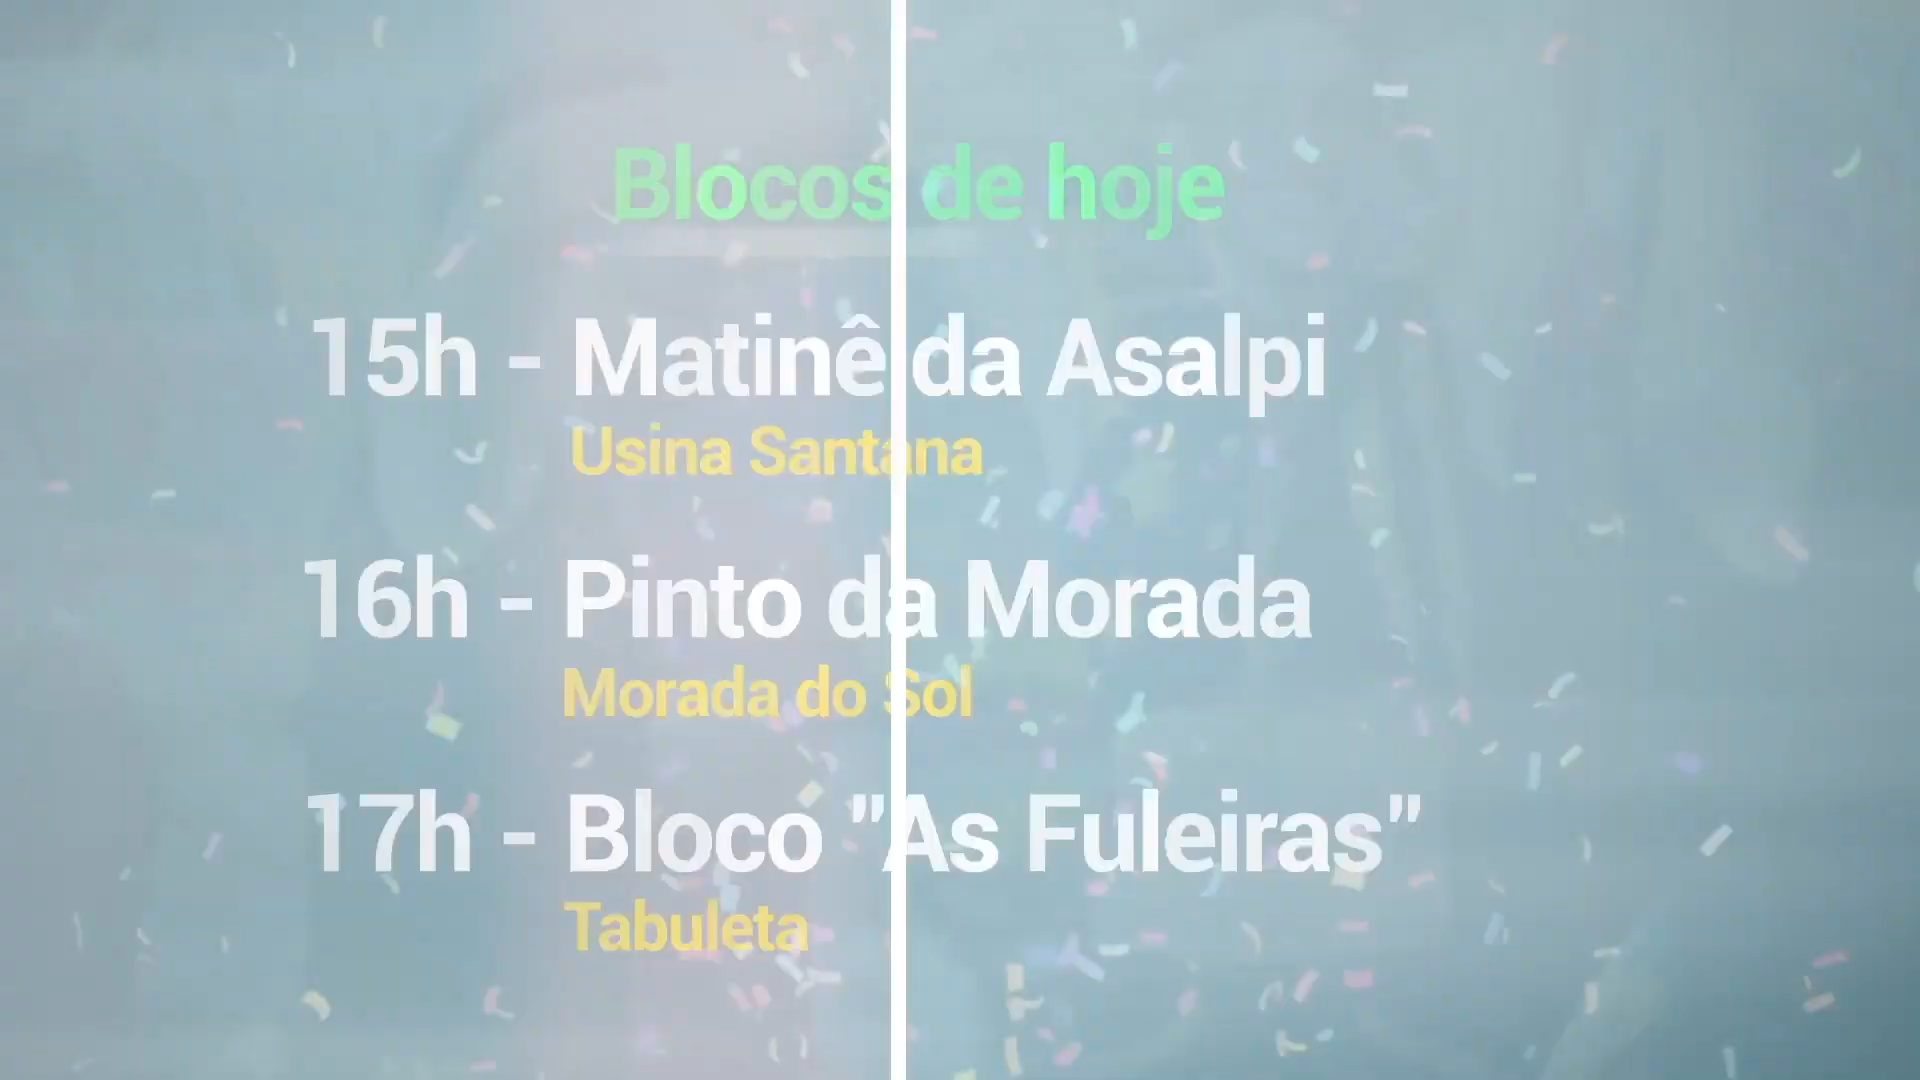 Blocos de hoje
15h - Matinê da Asalpi
Usina Santana
16h - Pinto da Morada
Morada do Sol
17h - Bloco "As Fuleiras"
Tabuleta